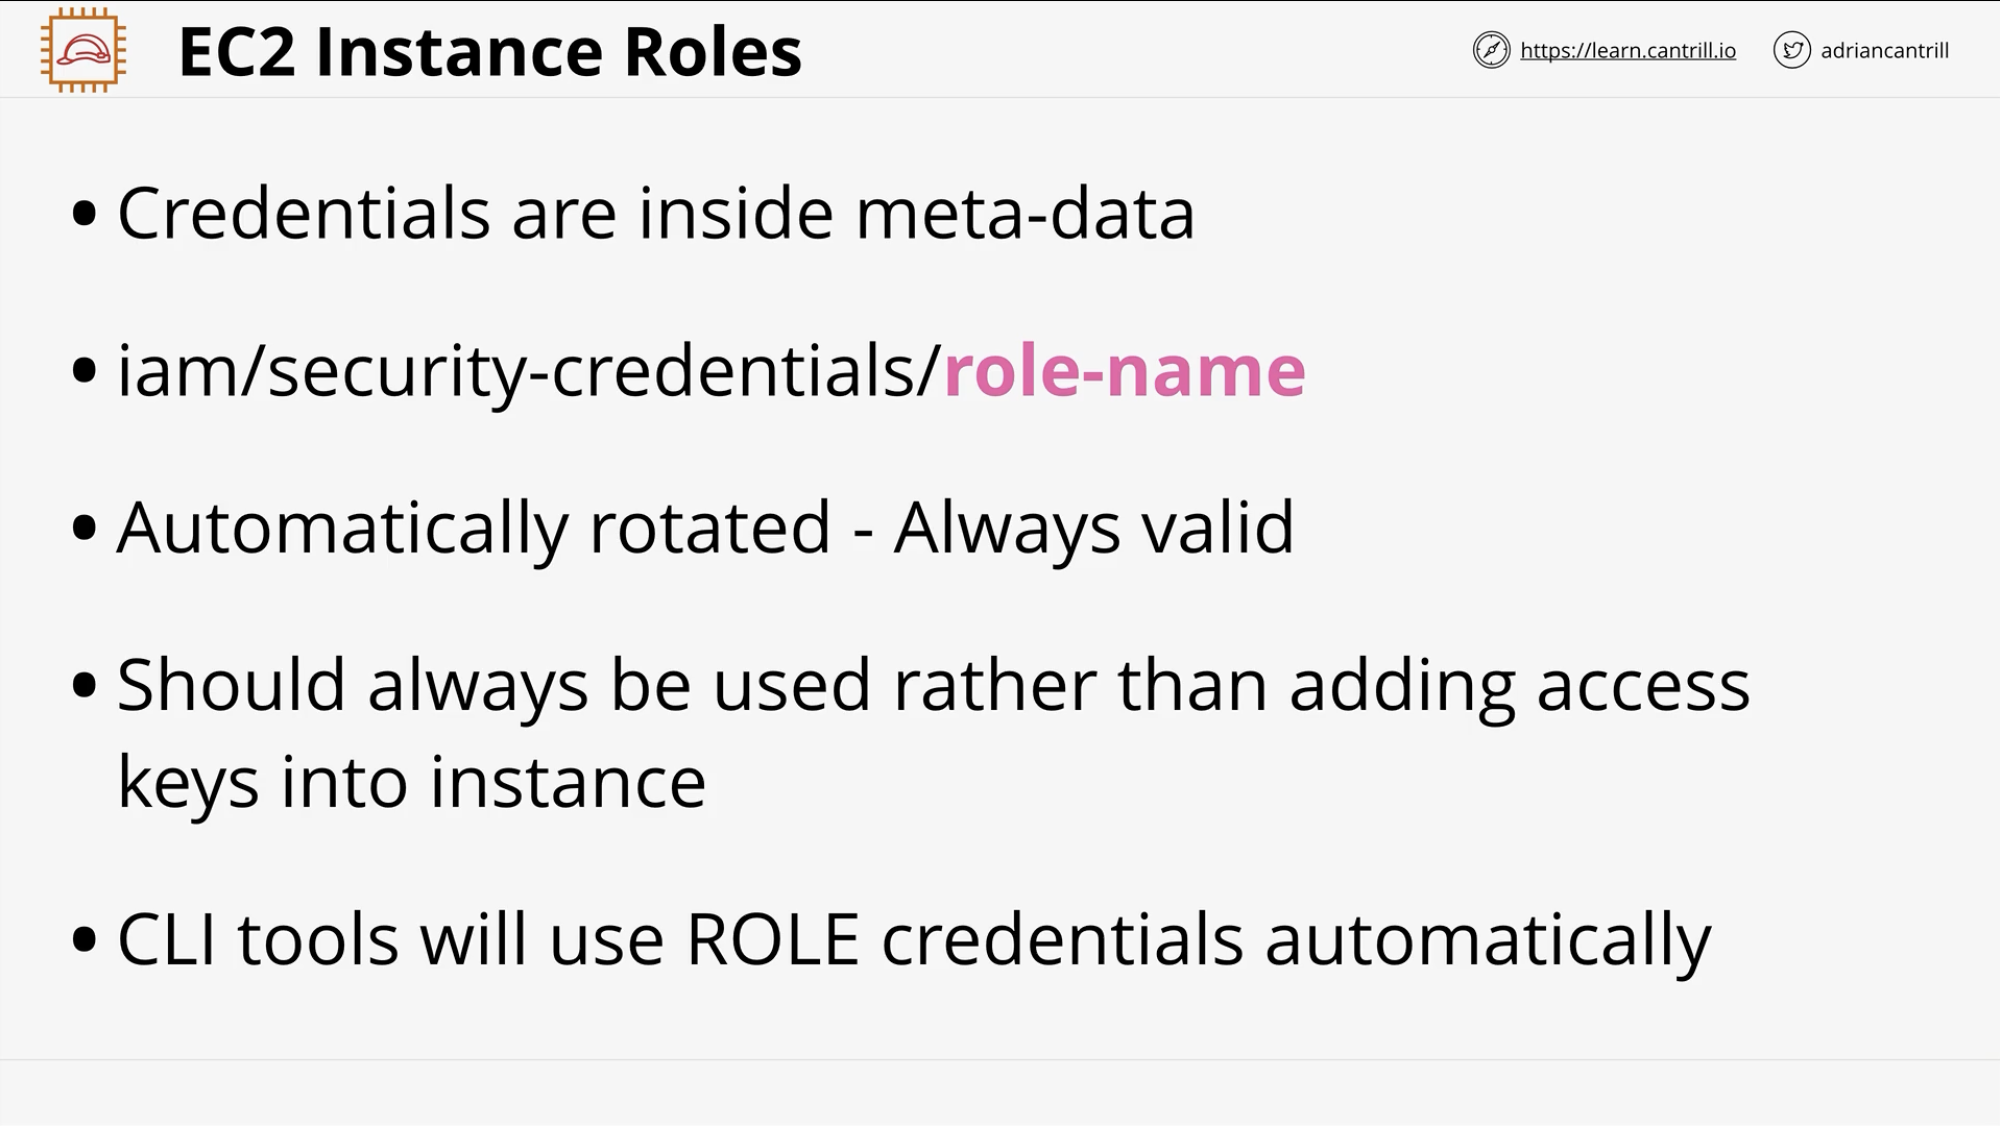 EC2 Instance Roles
https://learn.cantrill.io
adriancantrill
• Credentials are inside meta-data
• iam/security-credentials/role-name
• Automatically rotated - Always valid
• Should always be used rather than adding access
keys into instance
• CLI tools will use ROLE credentials automatically